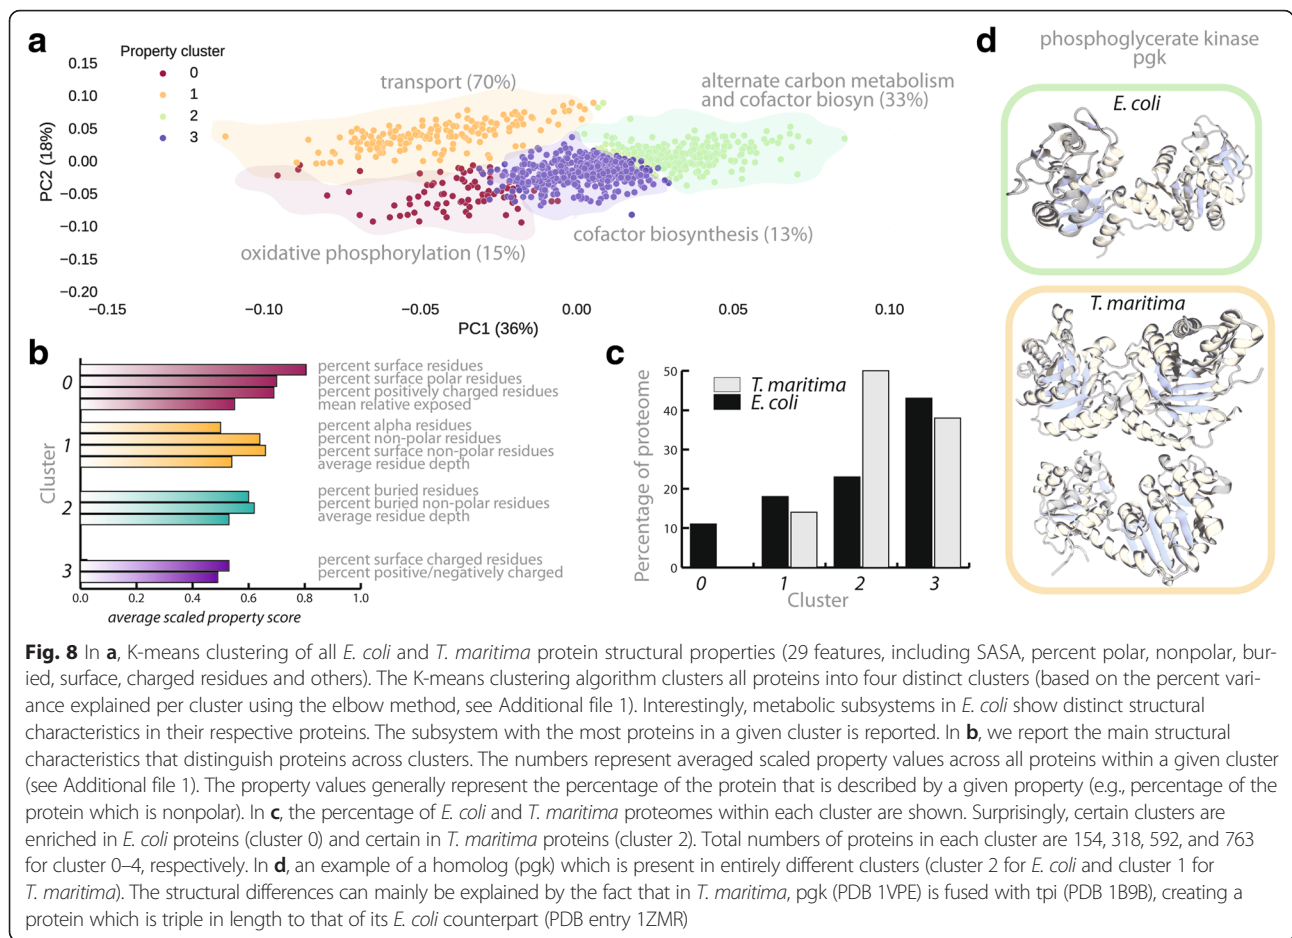 a
Property cluster
0
1
2
3
transport (70%)
alternate carbon metabolism
and cofactor biosyn (33%)
oxidative phosphorylation (15%)
cofactor biosynthesis (13%)
PC2 (18%)
0.15
0.10
0.05
0.00
−0.05
−0.10
−0.15
−0.20
−0.15
−0.10
−0.05
0.00
0.05
0.10
PC1 (36%)
d
phosphoglycerate kinase
pgk
E. coli
T. maritima
b
Cluster
0
percent surface residues
percent surface polar residues
percent positively charged residues
mean relative exposed
1
percent alpha residues
percent non-polar residues
percent surface non-polar residues
average residue depth
2
percent buried residues
percent buried non-polar residues
average residue depth
3
percent surface charged residues
percent positive/negatively charged
0.0 0.2 0.4 0.6 0.8 1.0
average scaled property score
c
Percentage of proteome
50
40
30
20
10
0
T. maritima
E. coli
0 1 2 3
Cluster
Fig. 8 In a, K-means clustering of all E. coli and T. maritima protein structural properties (29 features, including SASA, percent polar, nonpolar, bur-
ied, surface, charged residues and others). The K-means clustering algorithm clusters all proteins into four distinct clusters (based on the percent vari-
ance explained per cluster using the elbow method, see Additional file 1). Interestingly, metabolic subsystems in E. coli show distinct structural
characteristics in their respective proteins. The subsystem with the most proteins in a given cluster is reported. In b, we report the main structural
characteristics that distinguish proteins across clusters. The numbers represent averaged scaled property values across all proteins within a given cluster
(see Additional file 1). The property values generally represent the percentage of the protein that is described by a given property (e.g., percentage of the
protein which is nonpolar). In c, the percentage of E. coli and T. maritima proteomes within each cluster are shown. Surprisingly, certain clusters are
enriched in E. coli proteins (cluster 0) and certain in T. maritima proteins (cluster 2). Total numbers of proteins in each cluster are 154, 318, 592, and 763
for cluster 0–4, respectively. In d, an example of a homolog (pgk) which is present in entirely different clusters (cluster 2 for E. coli and cluster 1 for
T. maritima). The structural differences can mainly be explained by the fact that in T. maritima, pgk (PDB 1VPE) is fused with tpi (PDB 1B9B), creating a
protein which is triple in length to that of its E. coli counterpart (PDB entry 1ZMR)